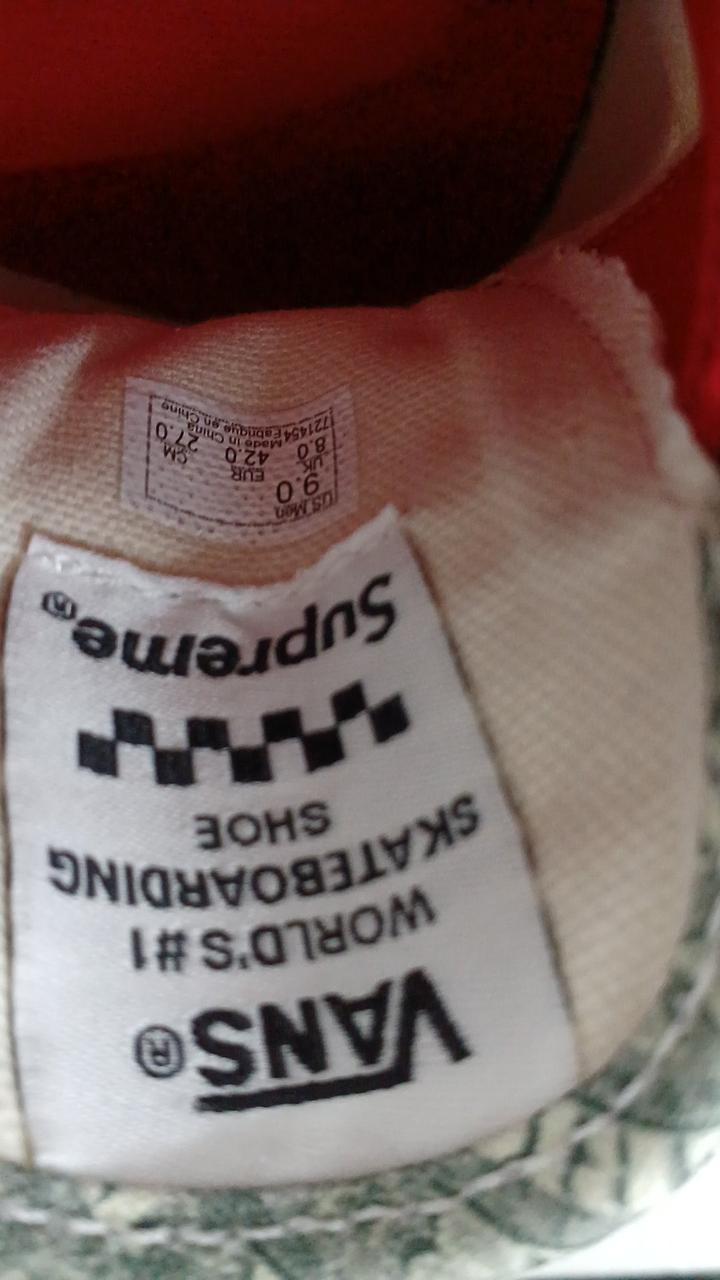 VANS®
WORLD'S #1
SKATEBOARDING
SHOE
Supreme®
US Men
9.0
UK EUR CM
8.0 42.0 27.0
721454 Made in China
Fabriqué en Chine